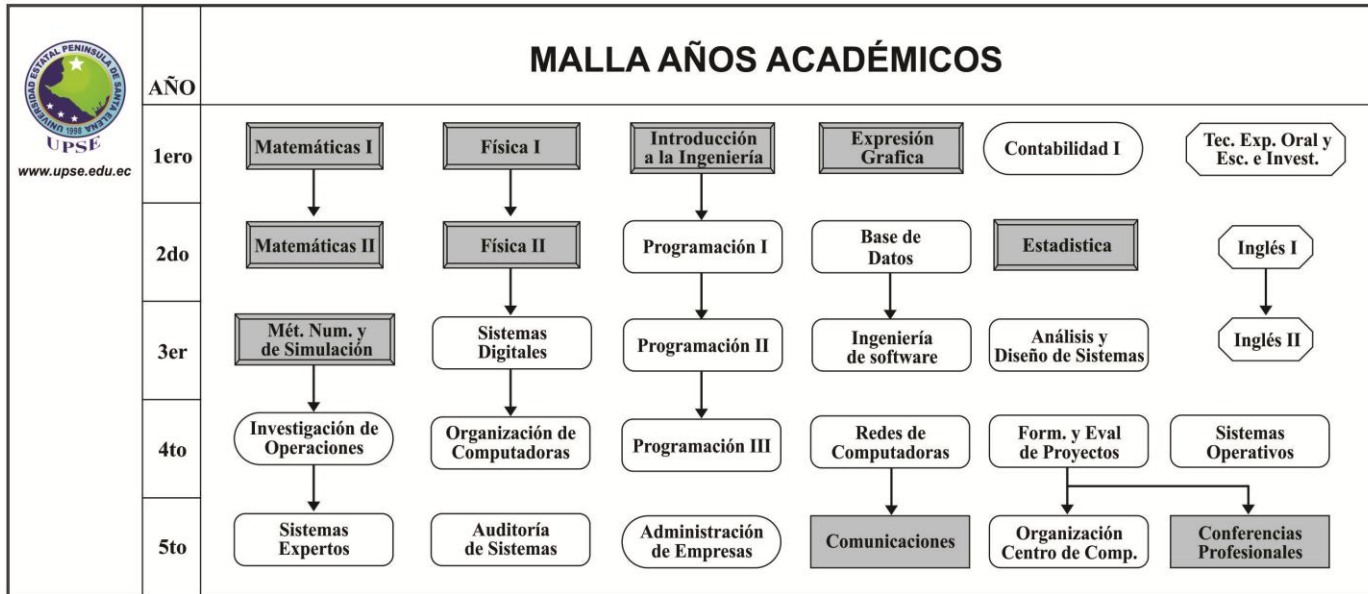 UNIVERSIDAD ESTATAL PENINSULA DE SANTA ELENA
1998
UPSE
www.upse.edu.ec
MALLA AÑOS ACADÉMICOS
AÑO
1ero
Matemáticas I
Física I
Introducción
a la Ingeniería
Expresión
Grafica
Contabilidad I
Tec. Exp. Oral y
Esc. e Invest.
2do
Matemáticas II
Física II
Programación I
Base de
Datos
Estadistica
Inglés I
3er
Mét. Num. y
de Simulación
Sistemas
Digitales
Programación II
Ingeniería
de software
Análisis y
Diseño de Sistemas
Inglés II
4to
Investigación de
Operaciones
Organización de
Computadoras
Programación III
Redes de
Computadoras
Form. y Eval
de Proyectos
Sistemas
Operativos
5to
Sistemas
Expertos
Auditoría
de Sistemas
Administración
de Empresas
Comunicaciones
Organización
Centro de Comp.
Conferencias
Profesionales